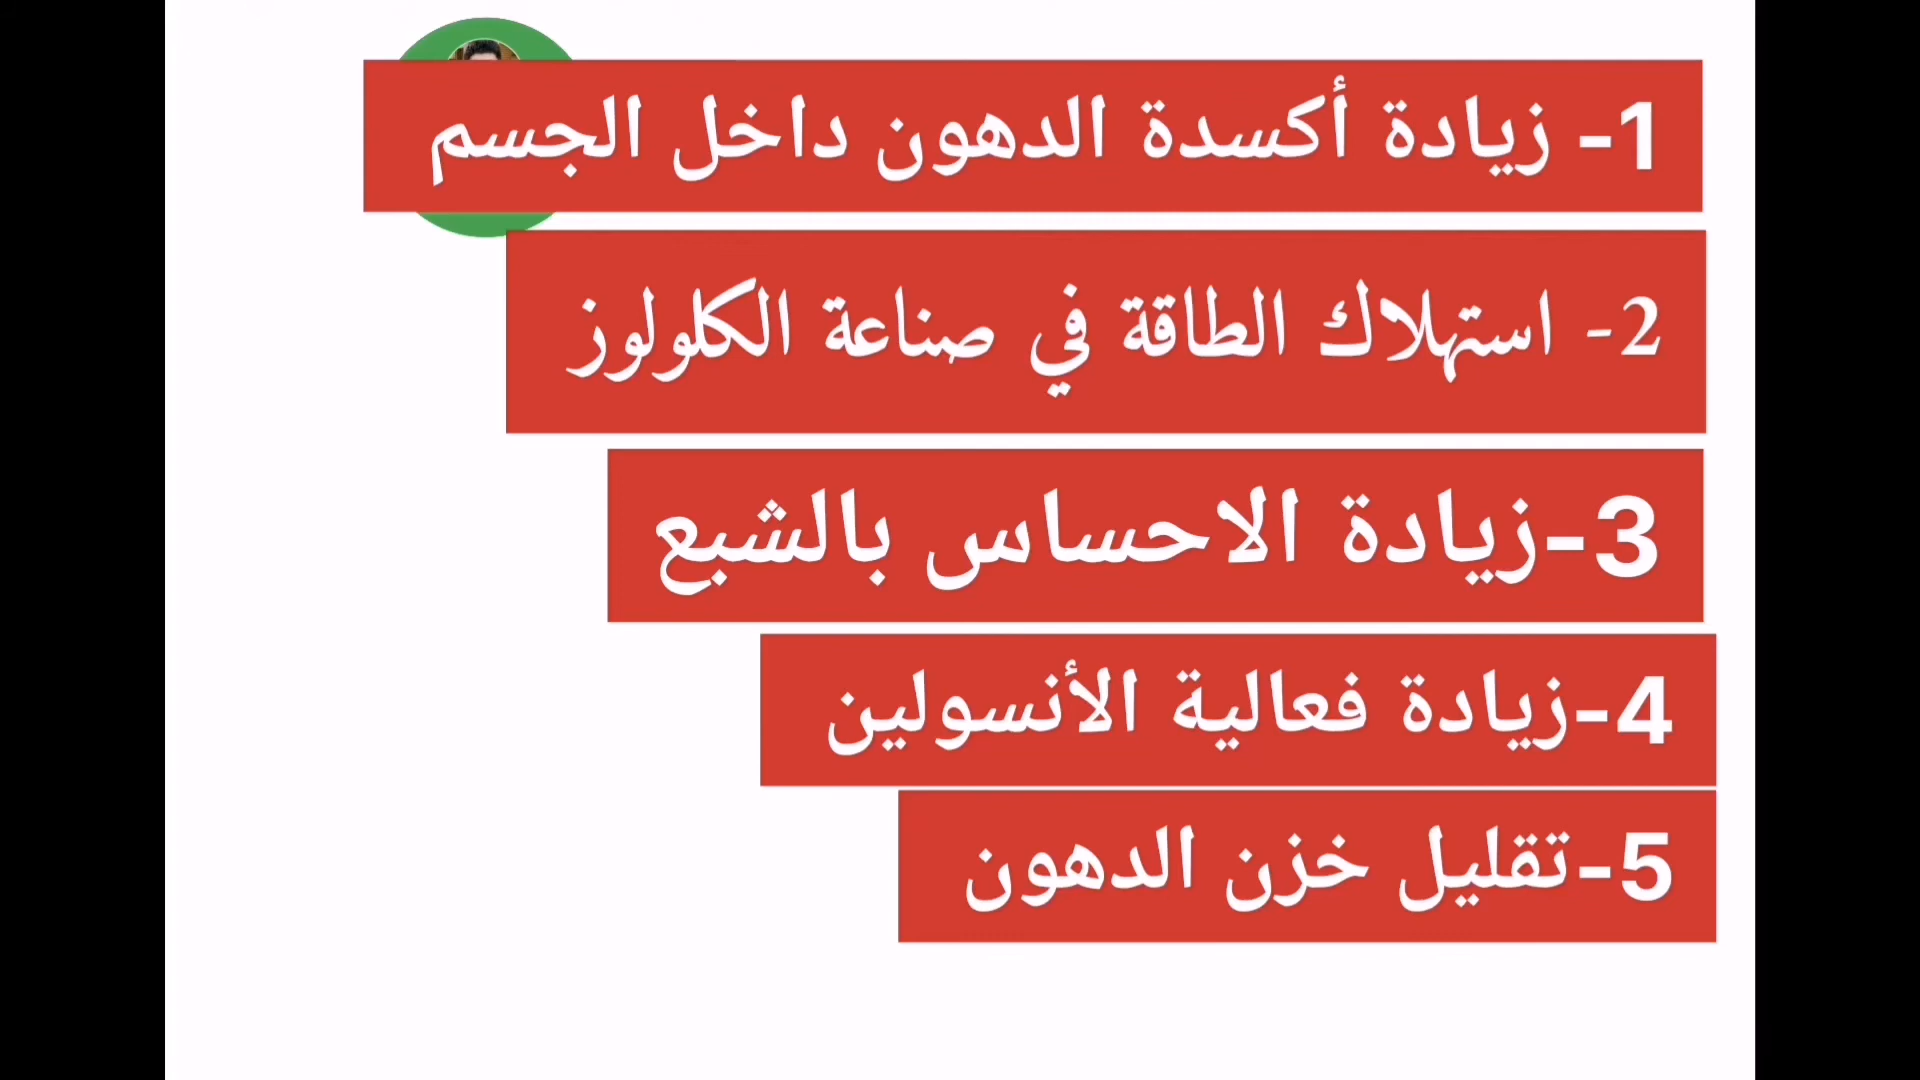 1- زيادة أكسدة الدهون داخل الجسم
2- استهلاك الطاقة في صناعة الكلولوز
3-زيادة الاحساس بالشبع
4-زيادة فعالية الأنسولين
5-تقليل خزن الدهون